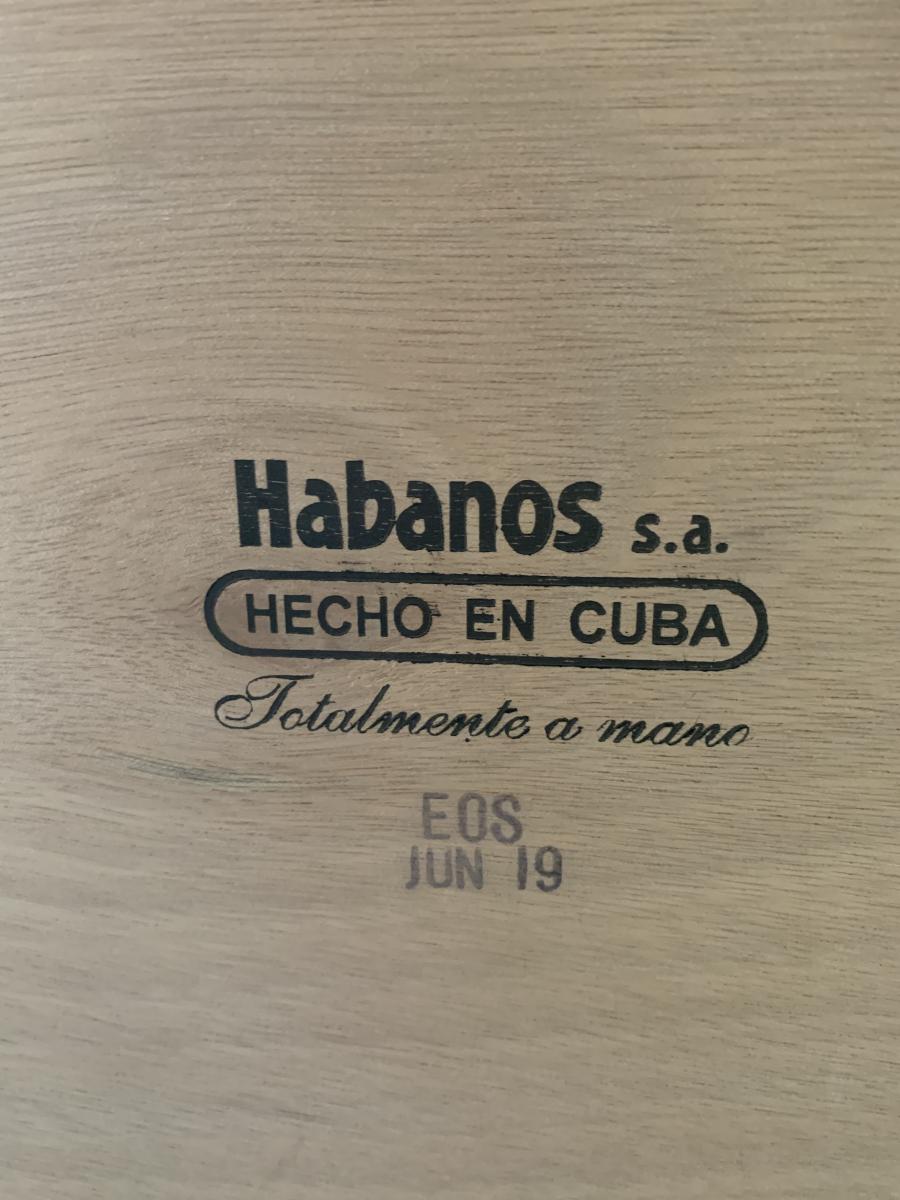 Habanos s.a.
HECHO EN CUBA
Totalmente a mano
EOS
JUN 19